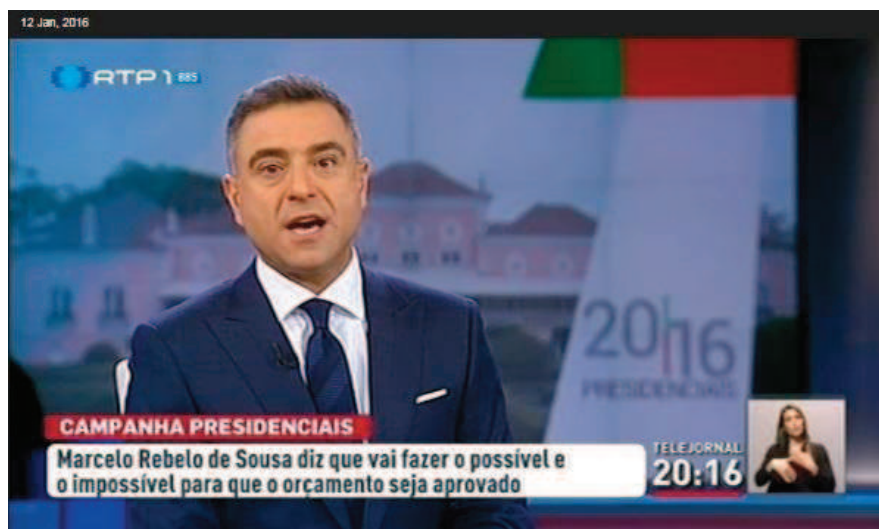 12 Jan, 2016
RTP 1 885
20 16
PRESIDENCIAIS
CAMPANHA PRESIDENCIAIS
Marcelo Rebelo de Sousa diz que vai fazer o possível e
o impossível para que o orçamento seja aprovado
TELEJORNAL
20:16